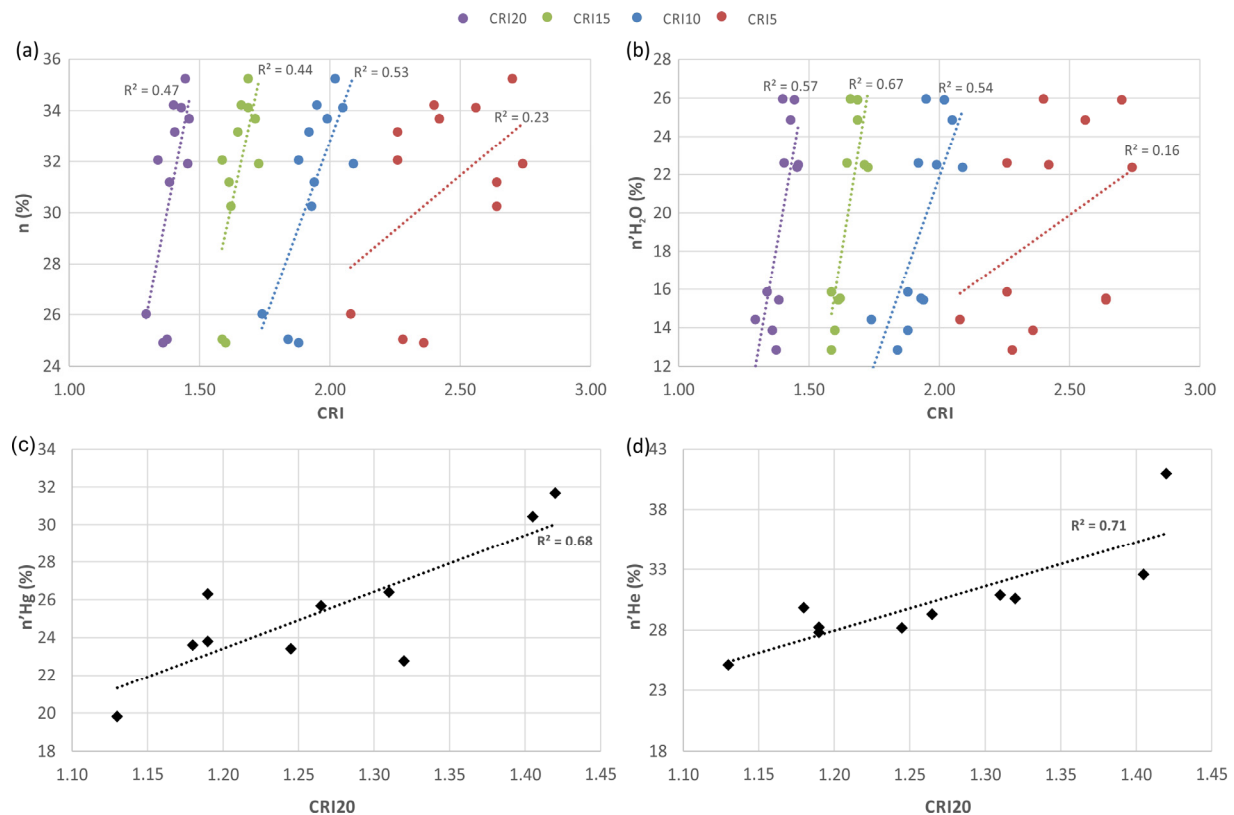 CRI20 CRI15 CRI10 CRI5
(a)
36
34
32
30
28
26
24
n (%)
R² = 0.47
R² = 0.44
R² = 0.53
R² = 0.23
1.00 1.50 2.00 2.50 3.00
CRI
(b)
28
26
24
22
20
18
16
14
12
n'H₂O (%)
R² = 0.57
R² = 0.67
R² = 0.54
R² = 0.16
1.00 1.50 2.00 2.50 3.00
CRI
(c)
34
32
30
28
26
24
22
20
18
n'Hg (%)
R² = 0.68
1.10 1.15 1.20 1.25 1.30 1.35 1.40 1.45
CRI20
(d)
43
38
33
28
23
18
n'He (%)
R² = 0.71
1.10 1.15 1.20 1.25 1.30 1.35 1.40 1.45
CRI20